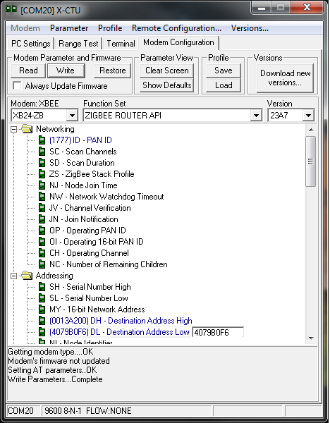 [COM20] X-CTU
Modem Parameter Profile Remote Configuration... Versions...
PC Settings Range Test Terminal Modem Configuration
Modem Parameter and Firmware Parameter View Profile Versions
Read Write Restore Clear Screen Save Download new versions...
Always Update Firmware Show Defaults Load
Modem: XBEE Function Set Version
XB24-ZB ZIGBEE ROUTER API 23A7
Networking
(1777) ID - PAN ID
SC - Scan Channels
SD - Scan Duration
ZS - ZigBee Stack Profile
NJ - Node Join Time
NW - Network Watchdog Timeout
JV - Channel Verification
JN - Join Notification
OP - Operating PAN ID
OI - Operating 16-bit PAN ID
CH - Operating Channel
NC - Number of Remaining Children
Addressing
SH - Serial Number High
SL - Serial Number Low
MY - 16-bit Network Address
(0013A200) DH - Destination Address High
(4079B0F6) DL - Destination Address Low 4079B0F6
NI - Node Identifier
Getting modem type....OK
Modem's firmware not updated
Setting AT parameters..OK
Write Parameters...Complete
COM20 9600 8-N-1 FLOW:NONE